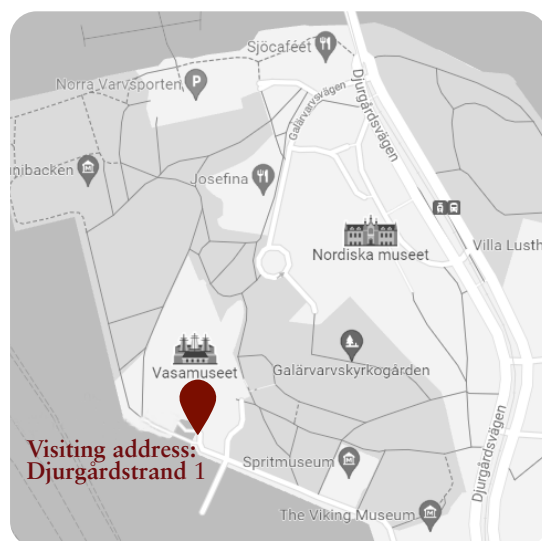 Sjöcaféet
Norra Varvsporten
P
Galärvarvsvägen
Djurgårdsvägen
unibacken
Josefina
Nordiska museet
Villa Lusth
Vasamuseet
Galärvarvskyrkogården
Visiting address:
Djurgårdstrand 1
Spritmuseum
Djurgårdsvägen
The Viking Museum